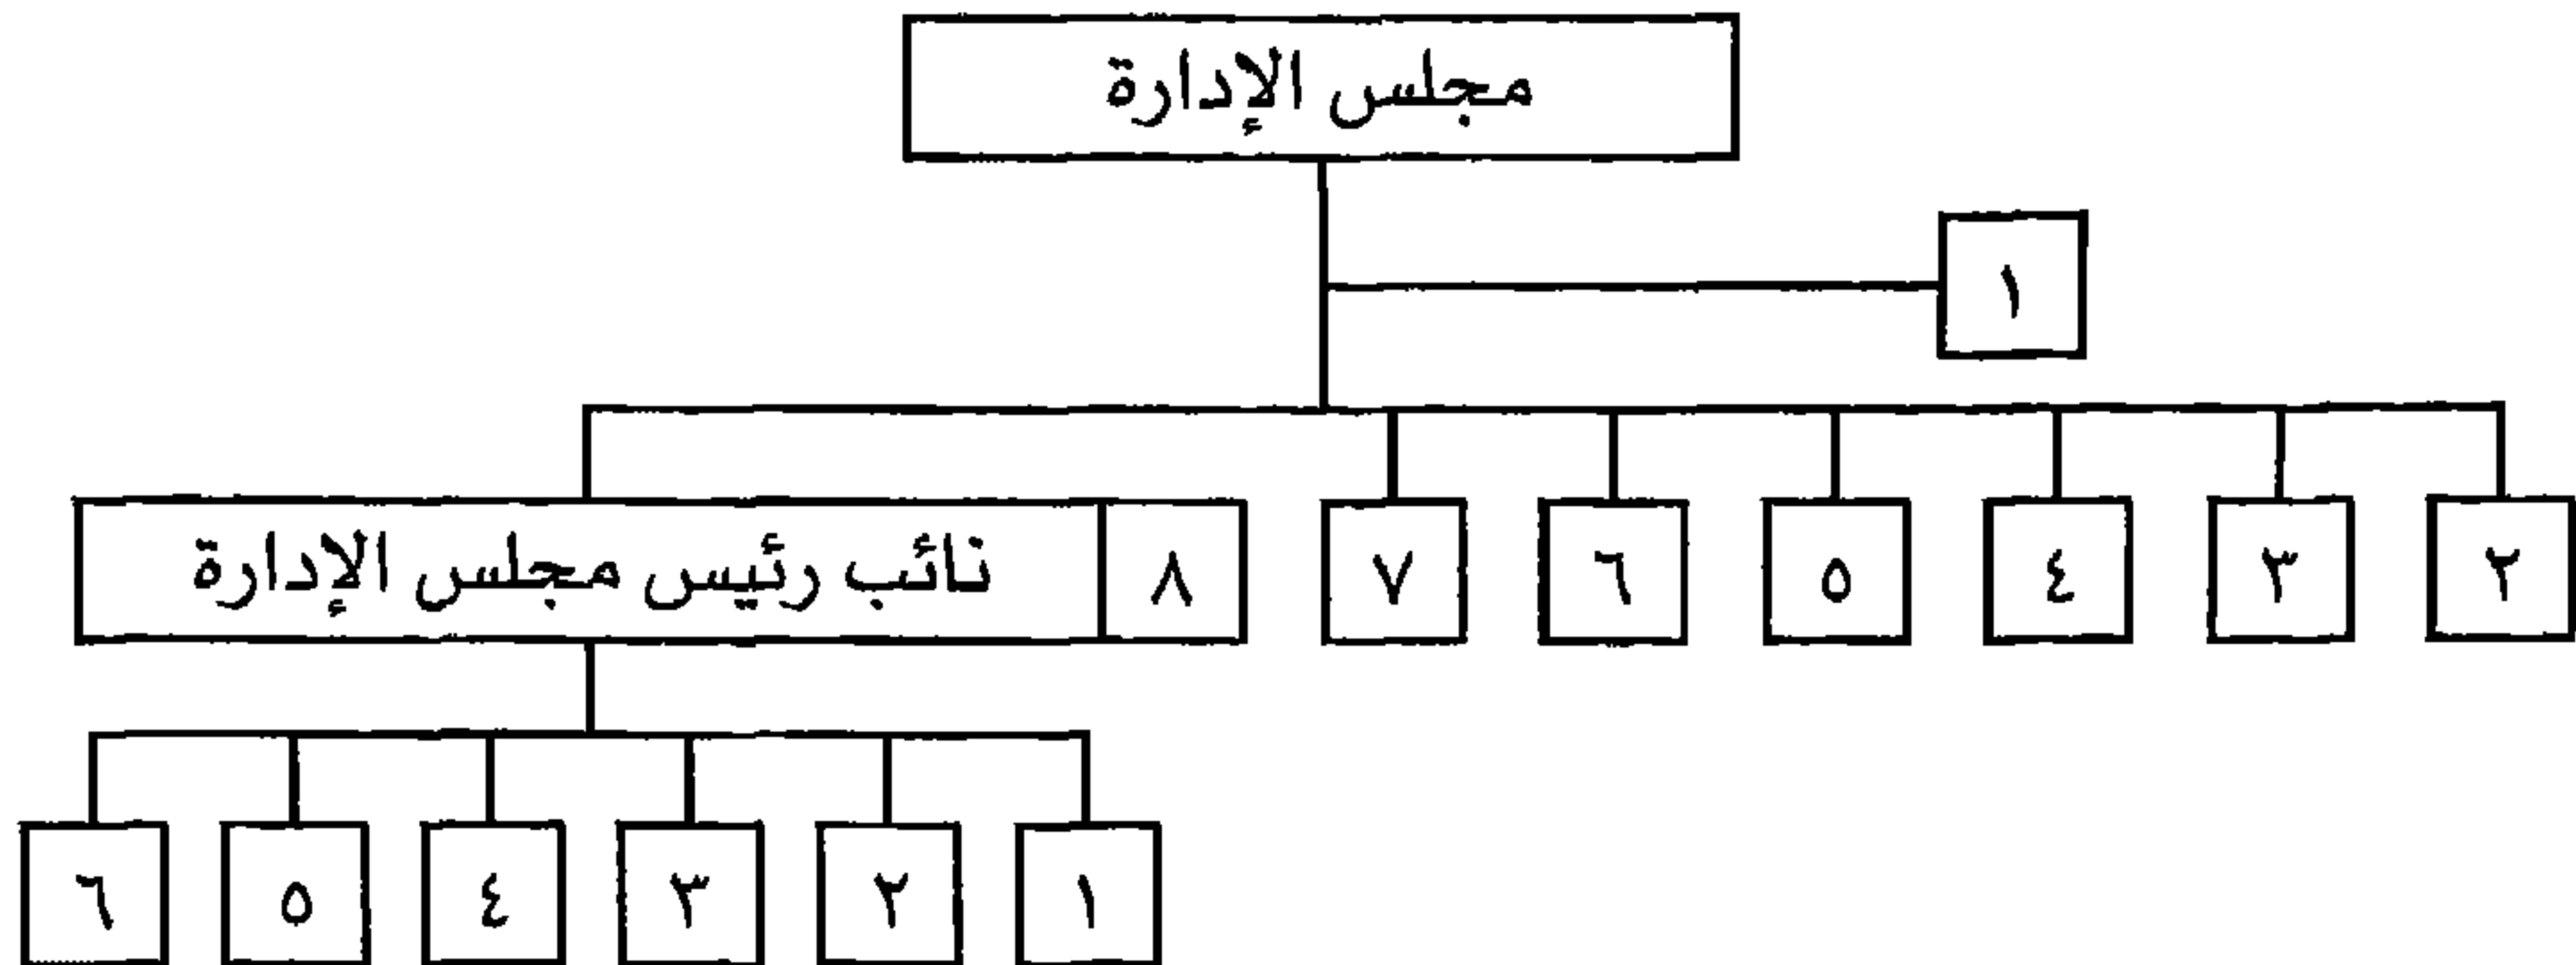 مجلس الإدارة
١
٢ ٣ ٤ ٥ ٦ ٧ ٨ نائب رئيس مجلس الإدارة
١ ٢ ٣ ٤ ٥ ٦